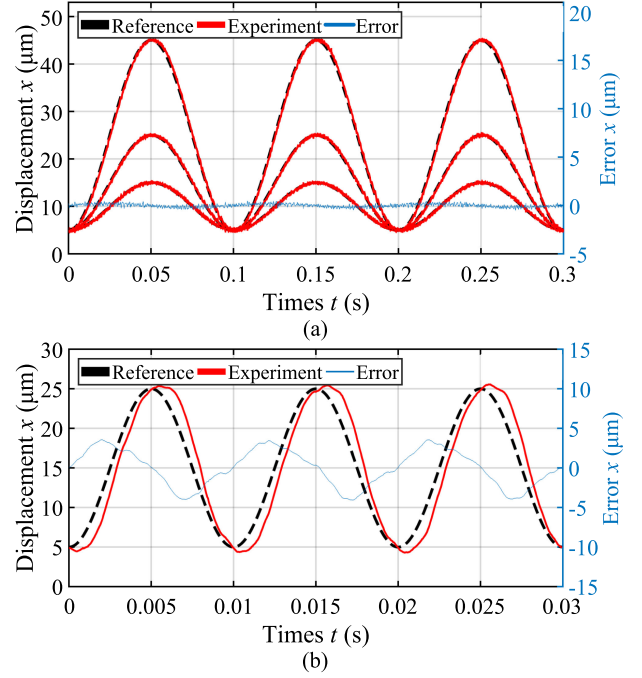 Reference Experiment Error
Displacement x (μm)
50
40
30
20
10
0
20
15
10
5
0
-5
Error x (μm)
0 0.05 0.1 0.15 0.2 0.25 0.3
Times t (s)
(a)
Reference Experiment Error
Displacement x (μm)
30
25
20
15
10
5
0
15
10
5
0
-5
-10
-15
Error x (μm)
0 0.005 0.01 0.015 0.02 0.025 0.03
Times t (s)
(b)